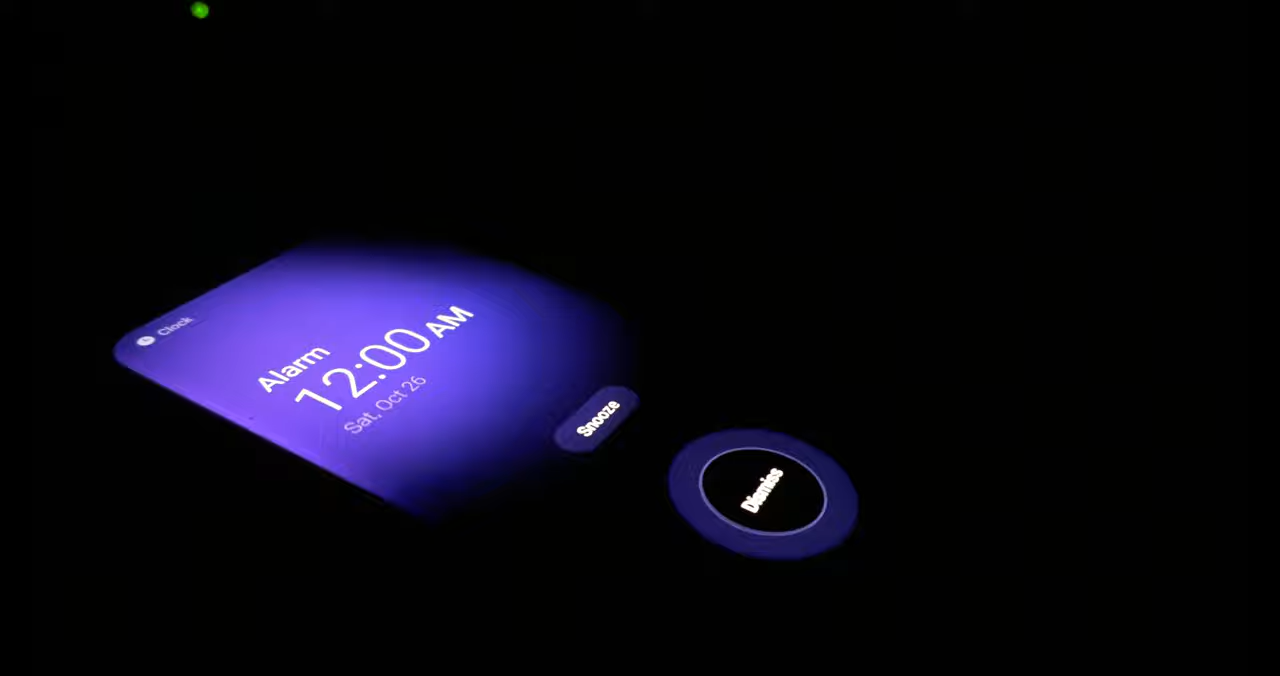 Clock
Alarm
12:00 AM
Sat, Oct 26
Snooze
Dismiss